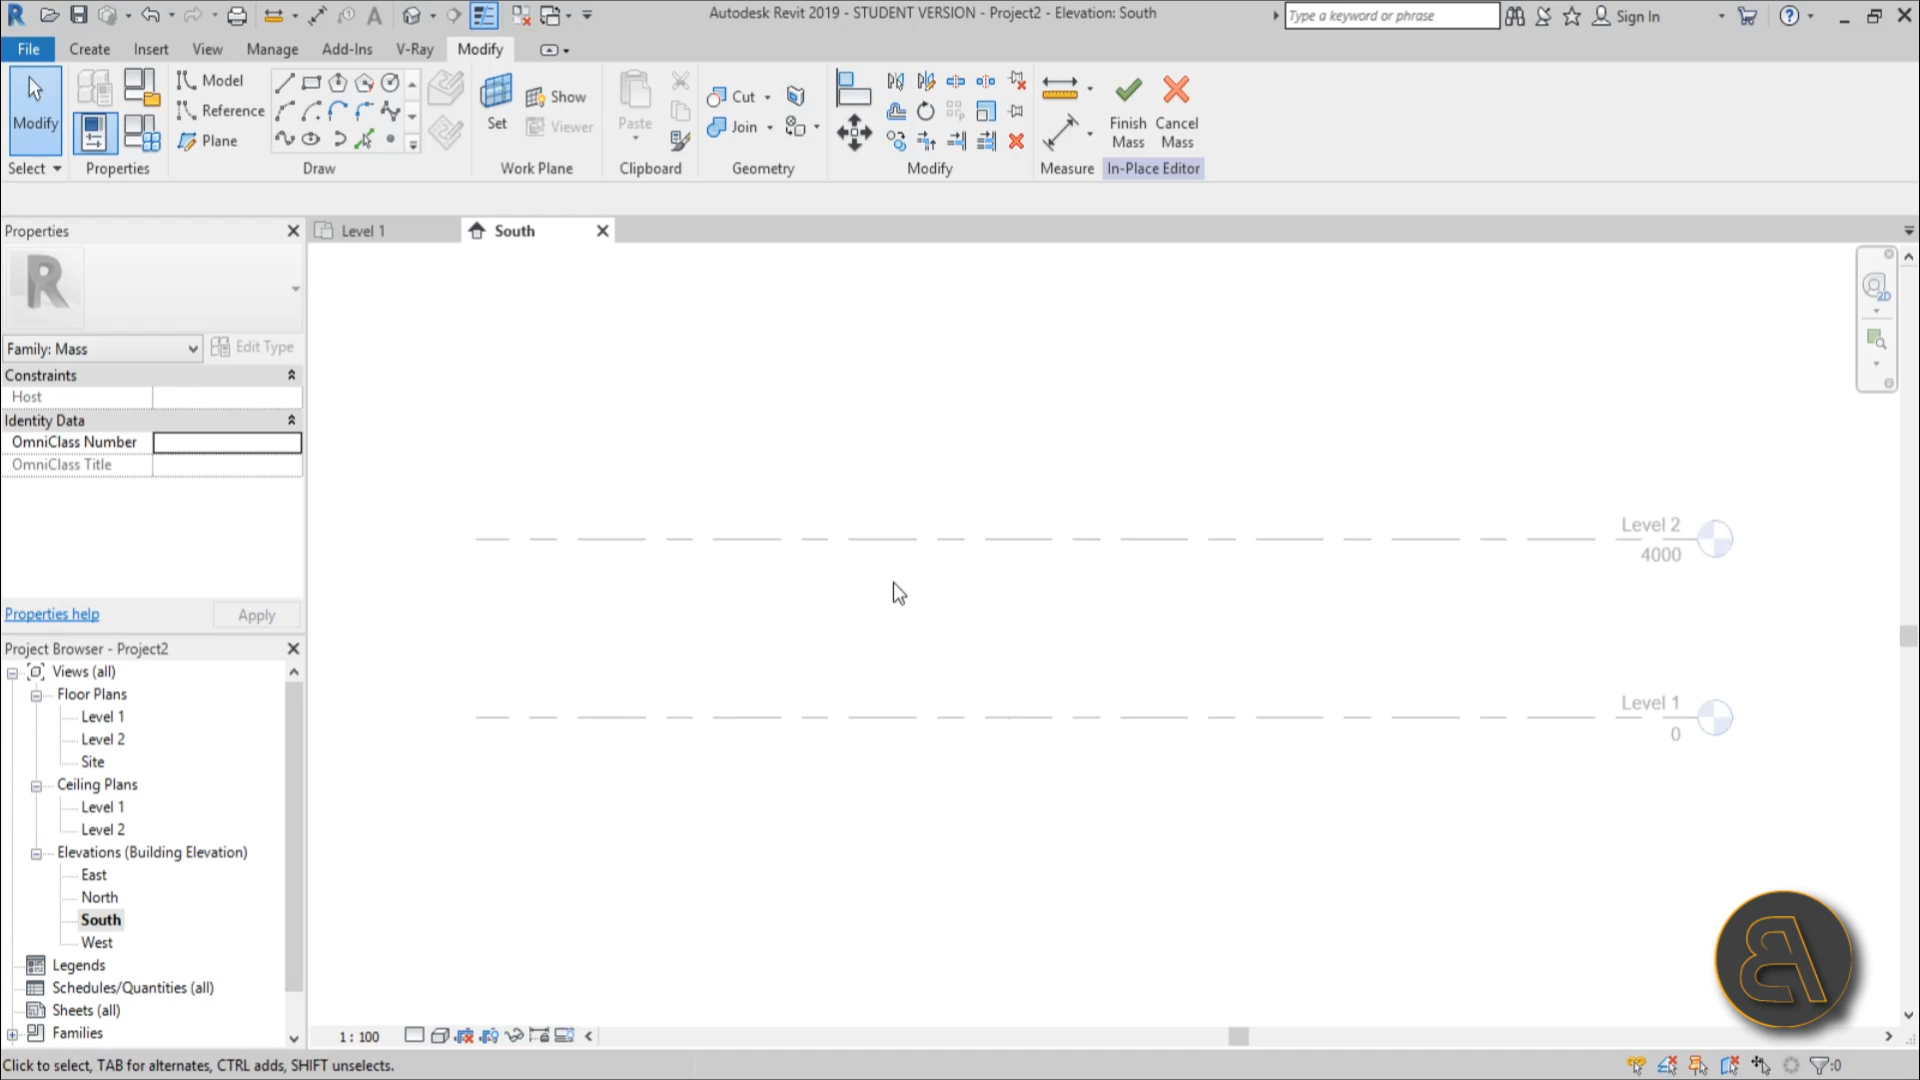 Autodesk Revit 2019 - STUDENT VERSION - Project2 - Elevation: South
Type a keyword or phrase
Sign In
File Create Insert View Manage Add-Ins V-Ray Modify
Modify
Model
Reference
Plane
Set
Show
Viewer
Paste
Cut
Join
Finish Mass
Cancel Mass
Select Properties Draw Work Plane Clipboard Geometry Modify Measure In-Place Editor
Properties
Level 1
South
R
Family: Mass
Edit Type
Constraints
Host
Identity Data
OmniClass Number
OmniClass Title
Properties help
Apply
Project Browser - Project2
Views (all)
Floor Plans
Level 1
Level 2
Site
Ceiling Plans
Level 1
Level 2
Elevations (Building Elevation)
East
North
South
West
Legends
Schedules/Quantities (all)
Sheets (all)
Families
2D
Level 2
4000
Level 1
0
1 : 100
Click to select, TAB for alternates, CTRL adds, SHIFT unselects.
:0